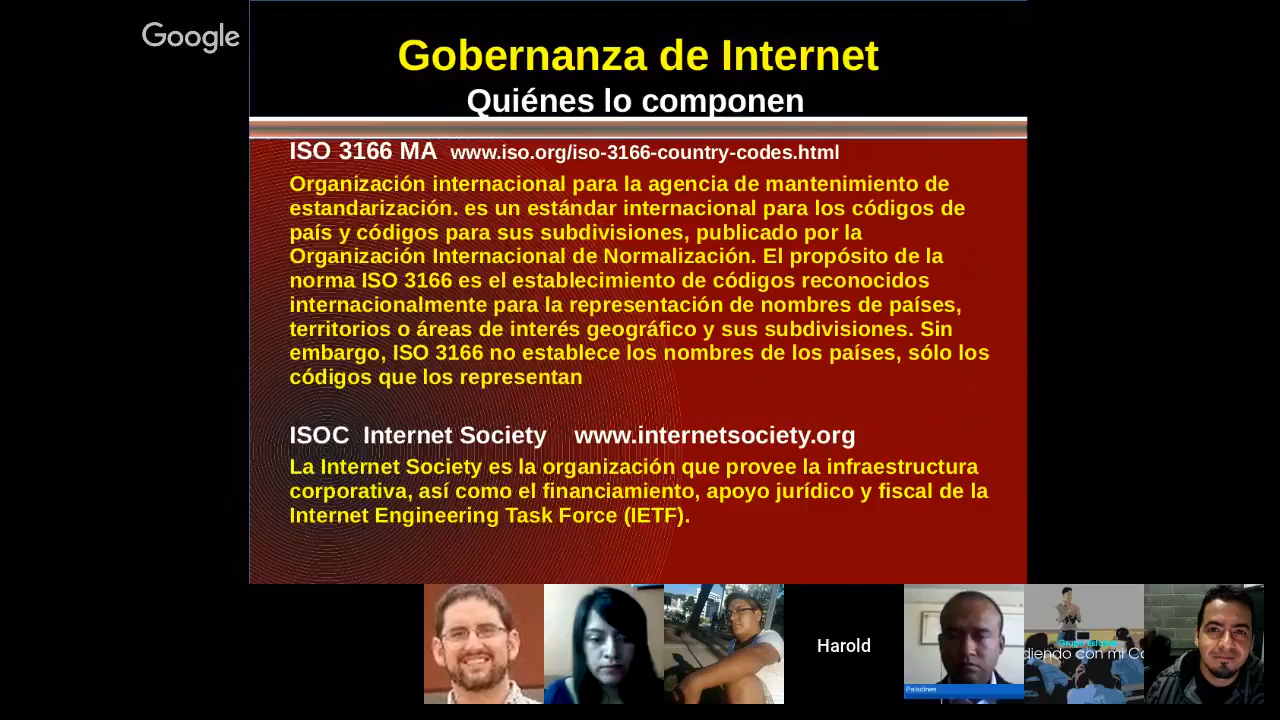 Google
Gobernanza de Internet
Quiénes lo componen
ISO 3166 MA www.iso.org/iso-3166-country-codes.html
Organización internacional para la agencia de mantenimiento de
estandarización. es un estándar internacional para los códigos de
país y códigos para sus subdivisiones, publicado por la
Organización Internacional de Normalización. El propósito de la
norma ISO 3166 es el establecimiento de códigos reconocidos
internacionalmente para la representación de nombres de países,
territorios o áreas de interés geográfico y sus subdivisiones. Sin
embargo, ISO 3166 no establece los nombres de los países, sólo los
códigos que los representan
ISOC Internet Society www.internetsociety.org
La Internet Society es la organización que provee la infraestructura
corporativa, así como el financiamiento, apoyo jurídico y fiscal de la
Internet Engineering Task Force (IETF).
Harold
Paladines
diendo con mi Co